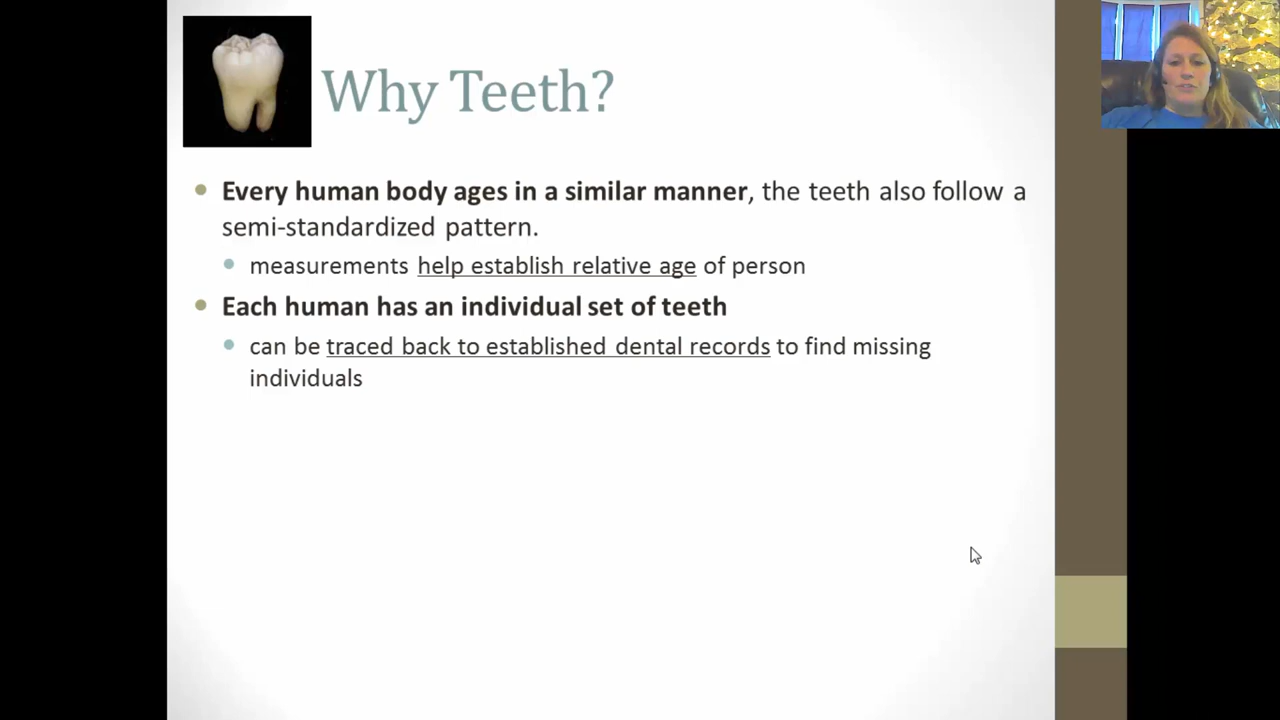 Why Teeth?
Every human body ages in a similar manner, the teeth also follow a
semi-standardized pattern.
measurements help establish relative age of person
Each human has an individual set of teeth
can be traced back to established dental records to find missing
individuals